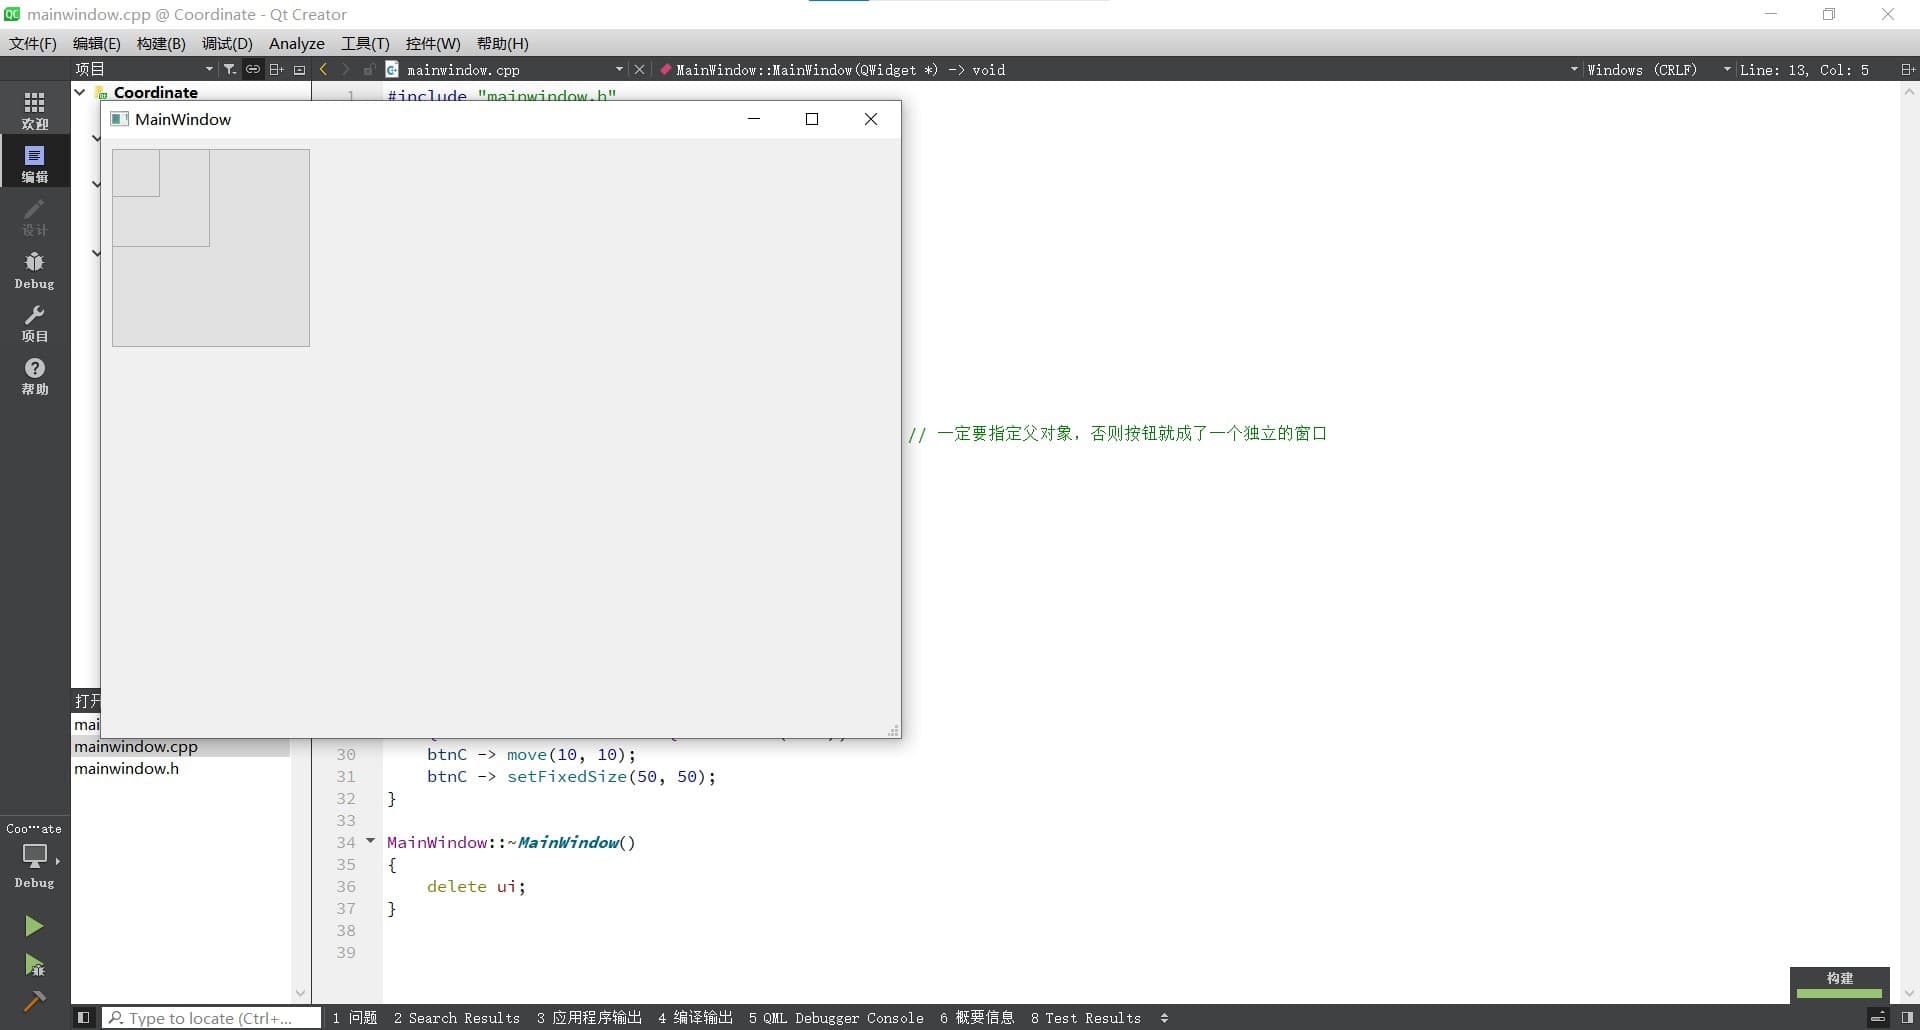 mainwindow.cpp @ Coordinate - Qt Creator
文件(F) 编辑(E) 构建(B) 调试(D) Analyze 工具(T) 控件(W) 帮助(H)
项目 mainwindow.cpp MainWindow::MainWindow(QWidget *) -> void Windows (CRLF) Line: 13, Col: 5
Coordinate
1 #include "mainwindow.h"
MainWindow
欢迎
编辑
设计
Debug
项目
帮助
// 一定要指定父对象，否则按钮就成了一个独立的窗口
打开
mai
mainwindow.cpp
mainwindow.h
30 btnC -> move(10, 10);
31 btnC -> setFixedSize(50, 50);
32 }
33
34 MainWindow::~MainWindow()
35 {
36 delete ui;
37 }
38
39
Coo···ate
Debug
构建
Type to locate (Ctrl+...
1 问题 2 Search Results 3 应用程序输出 4 编译输出 5 QML Debugger Console 6 概要信息 8 Test Results